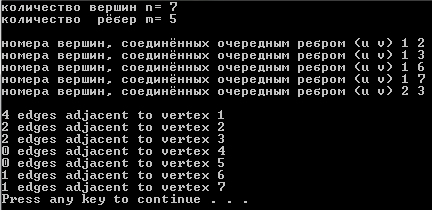 количество вершин n= 7
количество рёбер m= 5
номера вершин, соединённых очередным ребром (u v) 1 2
номера вершин, соединённых очередным ребром (u v) 1 3
номера вершин, соединённых очередным ребром (u v) 1 6
номера вершин, соединённых очередным ребром (u v) 1 7
номера вершин, соединённых очередным ребром (u v) 2 3
4 edges adjacent to vertex 1
2 edges adjacent to vertex 2
2 edges adjacent to vertex 3
0 edges adjacent to vertex 4
0 edges adjacent to vertex 5
1 edges adjacent to vertex 6
1 edges adjacent to vertex 7
Press any key to continue . . .